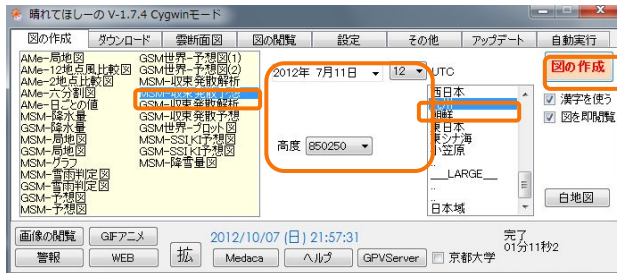 晴れてほしーの V-1.7.4 Cygwinモード
図の作成 ダウンロード 雲断面図 図の閲覧 設定 その他 アップデート 自動実行
AMe-局地図 GSM世界-予想図(1)
AMe-12地点風比較図 GSM世界-予想図(2)
AMe-2地点比較図 MSM-収束発散解析
AMe-六分割図 MSM-収束発散予想
AMe-日ごとの値 GSM-収束発散解析
MSM-降水量 GSM-収束発散予想
GSM-降水量 GSM世界-プロット図
MSM-局地図 MSM-SSI,KI予想図
GSM-局地図 GSM-SSI,KI予想図
MSM-グラフ MSM-降雪量図
MSM-雪雨判定図
GSM-雪雨判定図
GSM-予想図
MSM-予想図
2012年 7月11日 12 UTC
高度 850250
西日本
朝鮮
東日本
東シナ海
小笠原
..
___LARGE___
..
日本域
図の作成
漢字を使う
図を即閲覧
白地図
画像の閲覧 GIFアニメ 2012/10/07 (日) 21:57:31 完了
01分11秒2
警報 WEB 拡 Medaca ヘルプ GPVServer 京都大学